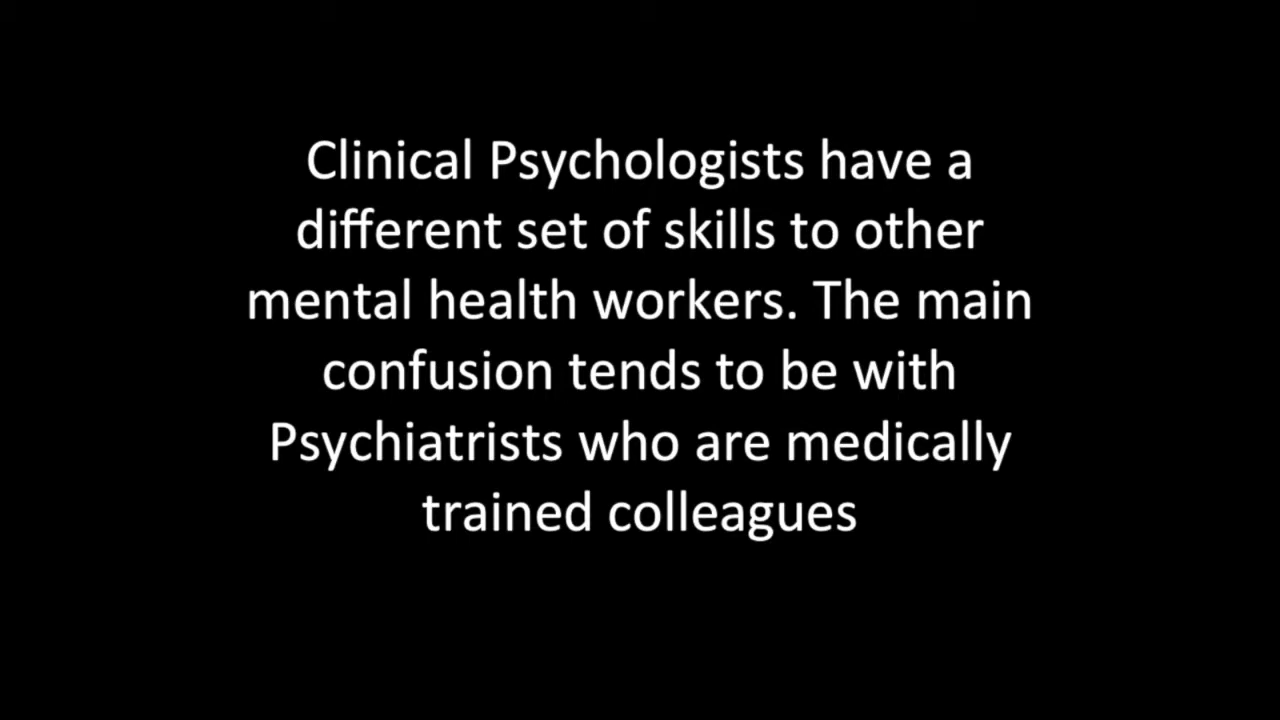 Clinical Psychologists have a
different set of skills to other
mental health workers. The main
confusion tends to be with
Psychiatrists who are medically
trained colleagues